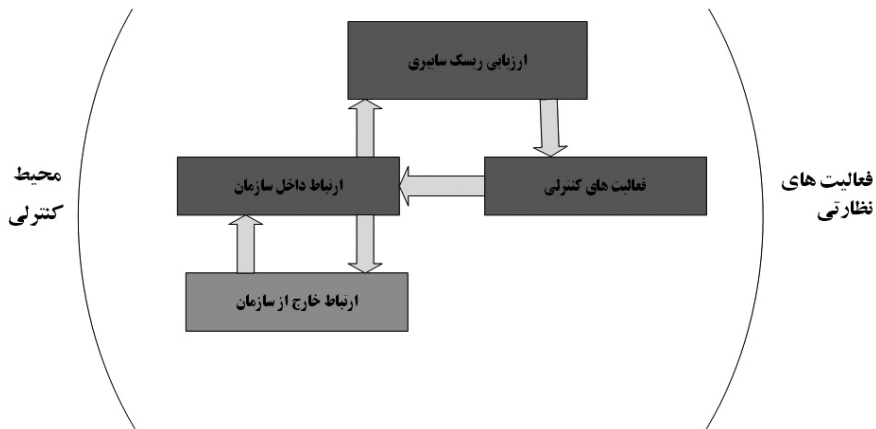 ارزیابی ریسک سایبری
فعالیت های
نظارتی
فعالیت های کنترلی
ارتباط داخل سازمان
محیط
کنترلی
ارتباط خارج از سازمان